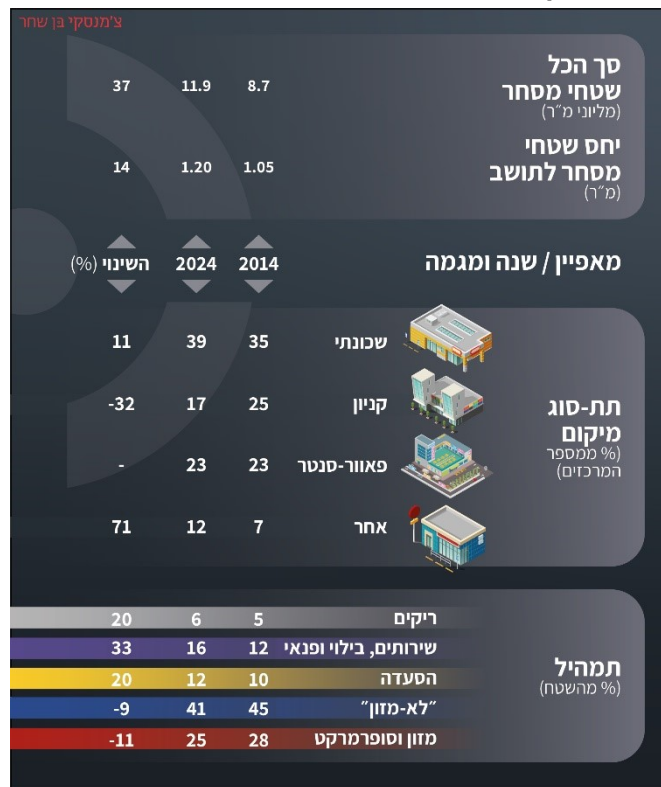 צ׳מנסקי בן שחר
סך הכל
שטחי מסחר
(מליוני מ״ר)
8.7 11.9 37
יחס שטחי
מסחר לתושב
(מ״ר)
1.05 1.20 14
מאפיין / שנה ומגמה 2014 2024 השינוי (%)
תת-סוג
מיקום
(% ממספר
המרכזים)
שכונתי 35 39 11
קניון 25 17 -32
פאוור-סנטר 23 23 -
אחר 7 12 71
תמהיל
(% מהשטח)
ריקים 5 6 20
שירותים, בילוי ופנאי 12 16 33
הסעדה 10 12 20
״לא-מזון״ 45 41 -9
מזון וסופרמרקט 28 25 -11